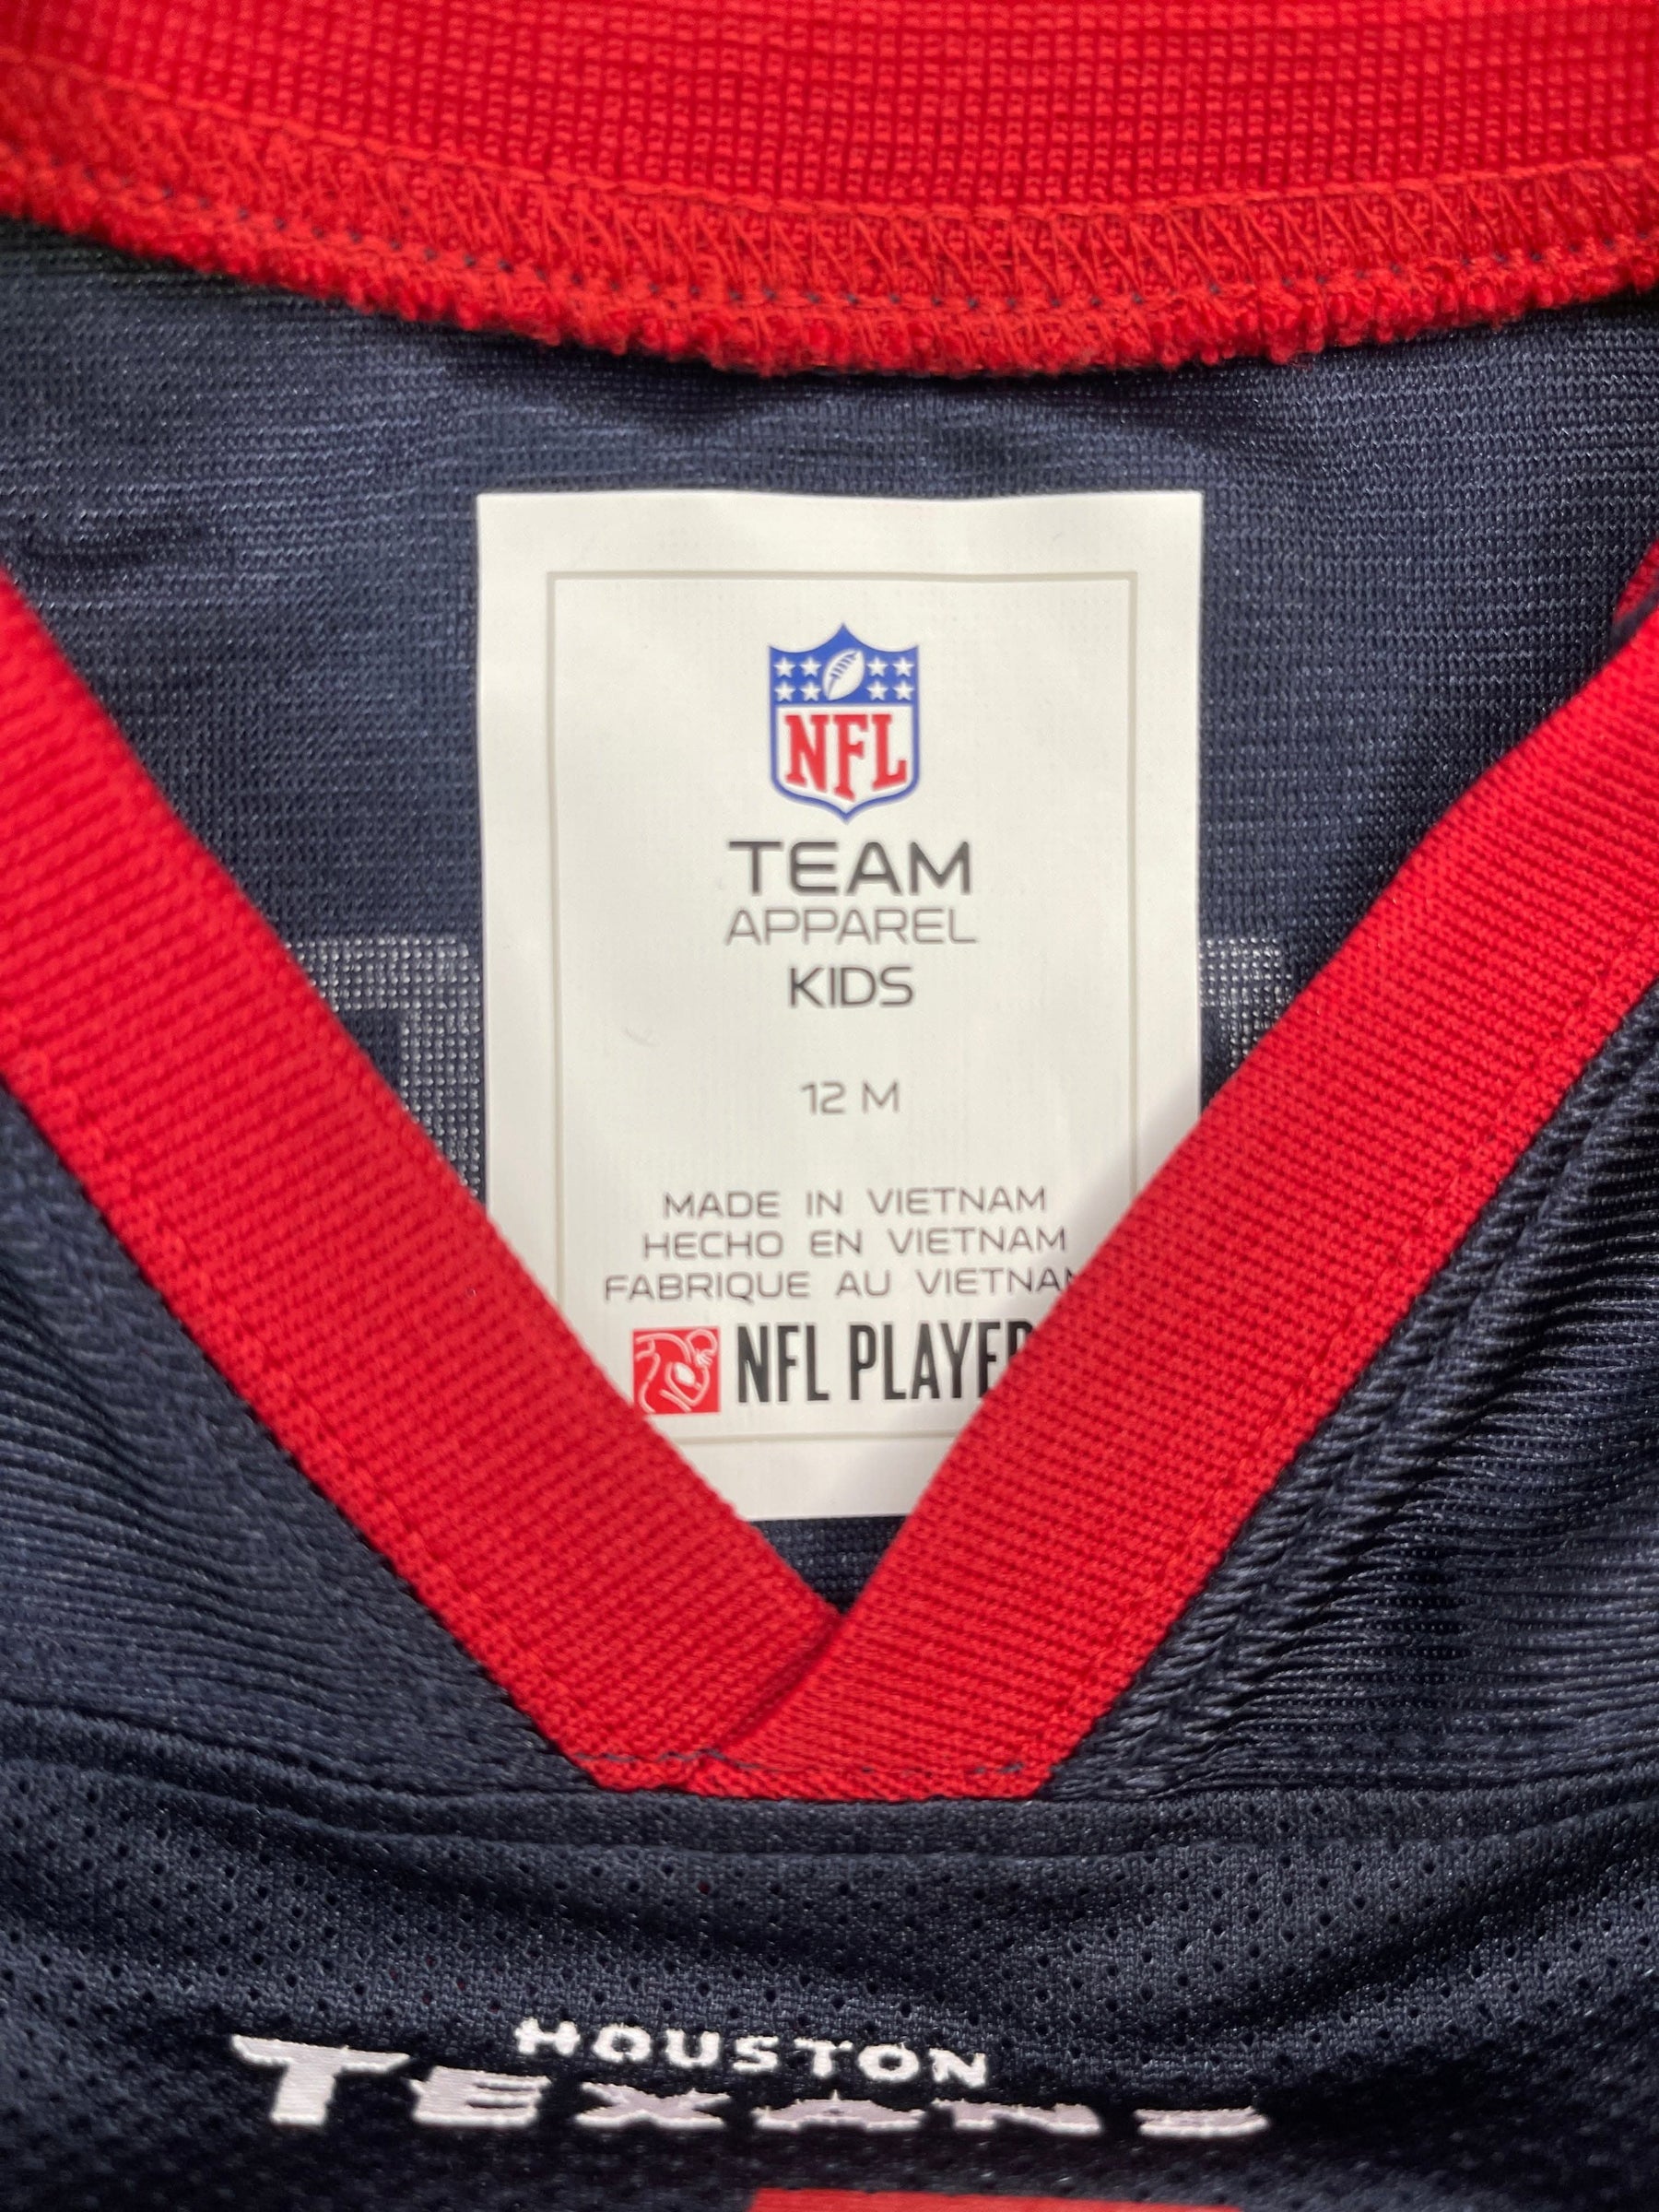 NFL
TEAM
APPAREL
KIDS
12 M
MADE IN VIETNAM
HECHO EN VIETNAM
FABRIQUE AU VIETNAM
NFL PLAYER
HOUSTON
TEXANS